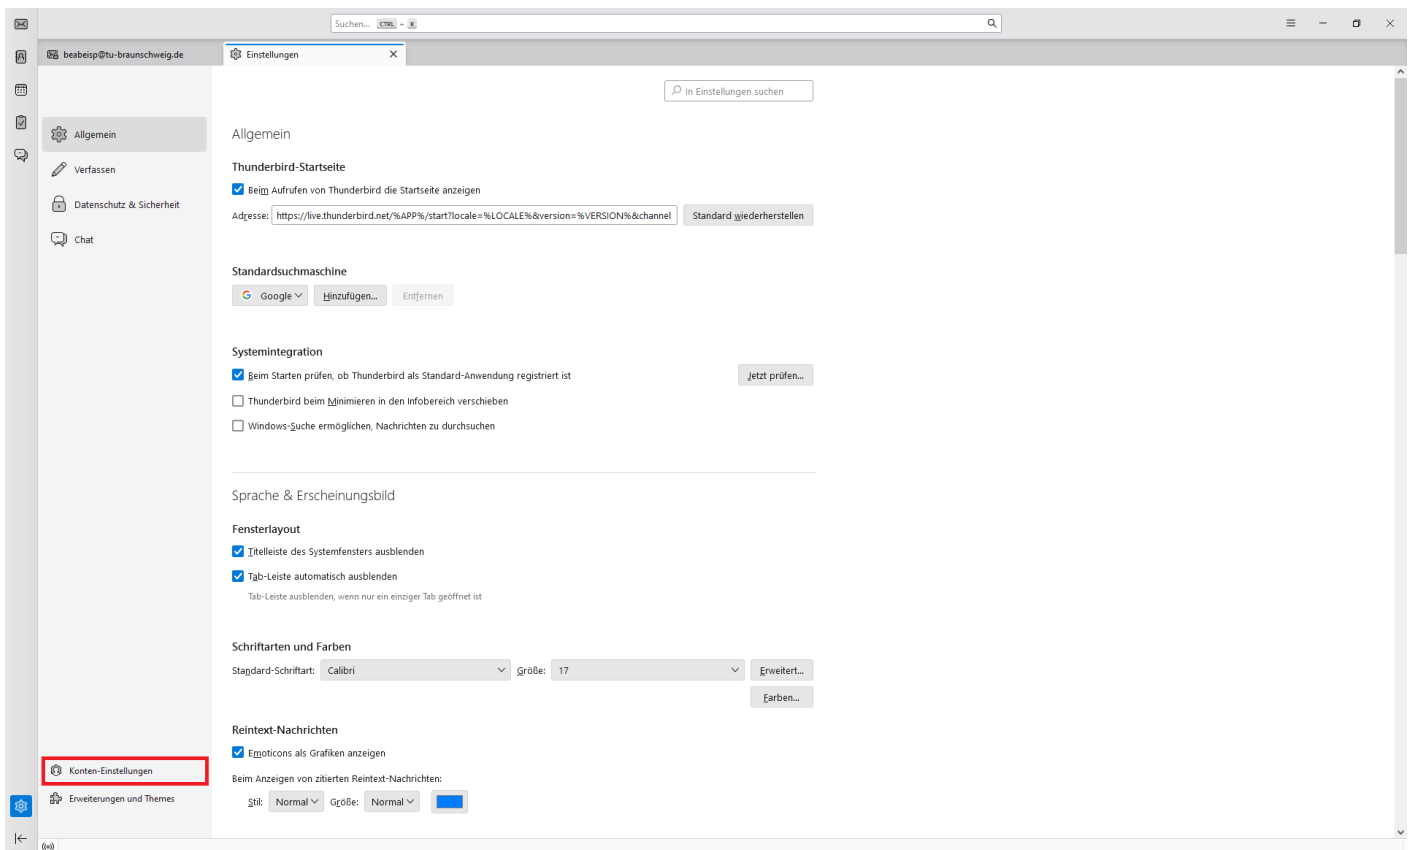 Suchen... CTRL + K
beabeisp@tu-braunschweig.de
Einstellungen
In Einstellungen suchen
Allgemein
Verfassen
Datenschutz & Sicherheit
Chat
Konten-Einstellungen
Erweiterungen und Themes
Allgemein
Thunderbird-Startseite
Beim Aufrufen von Thunderbird die Startseite anzeigen
Adresse: https://live.thunderbird.net/%APP%/start?locale=%LOCALE%&version=%VERSION%&channel Standard wiederherstellen
Standardsuchmaschine
Google Hinzufügen... Entfernen
Systemintegration
Beim Starten prüfen, ob Thunderbird als Standard-Anwendung registriert ist Jetzt prüfen...
Thunderbird beim Minimieren in den Infobereich verschieben
Windows-Suche ermöglichen, Nachrichten zu durchsuchen
Sprache & Erscheinungsbild
Fensterlayout
Titelleiste des Systemfensters ausblenden
Tab-Leiste automatisch ausblenden
Tab-Leiste ausblenden, wenn nur ein einziger Tab geöffnet ist
Schriftarten und Farben
Standard-Schriftart: Calibri Größe: 17 Erweitert...
Farben...
Reintext-Nachrichten
Emoticons als Grafiken anzeigen
Beim Anzeigen von zitierten Reintext-Nachrichten:
Stil: Normal Größe: Normal